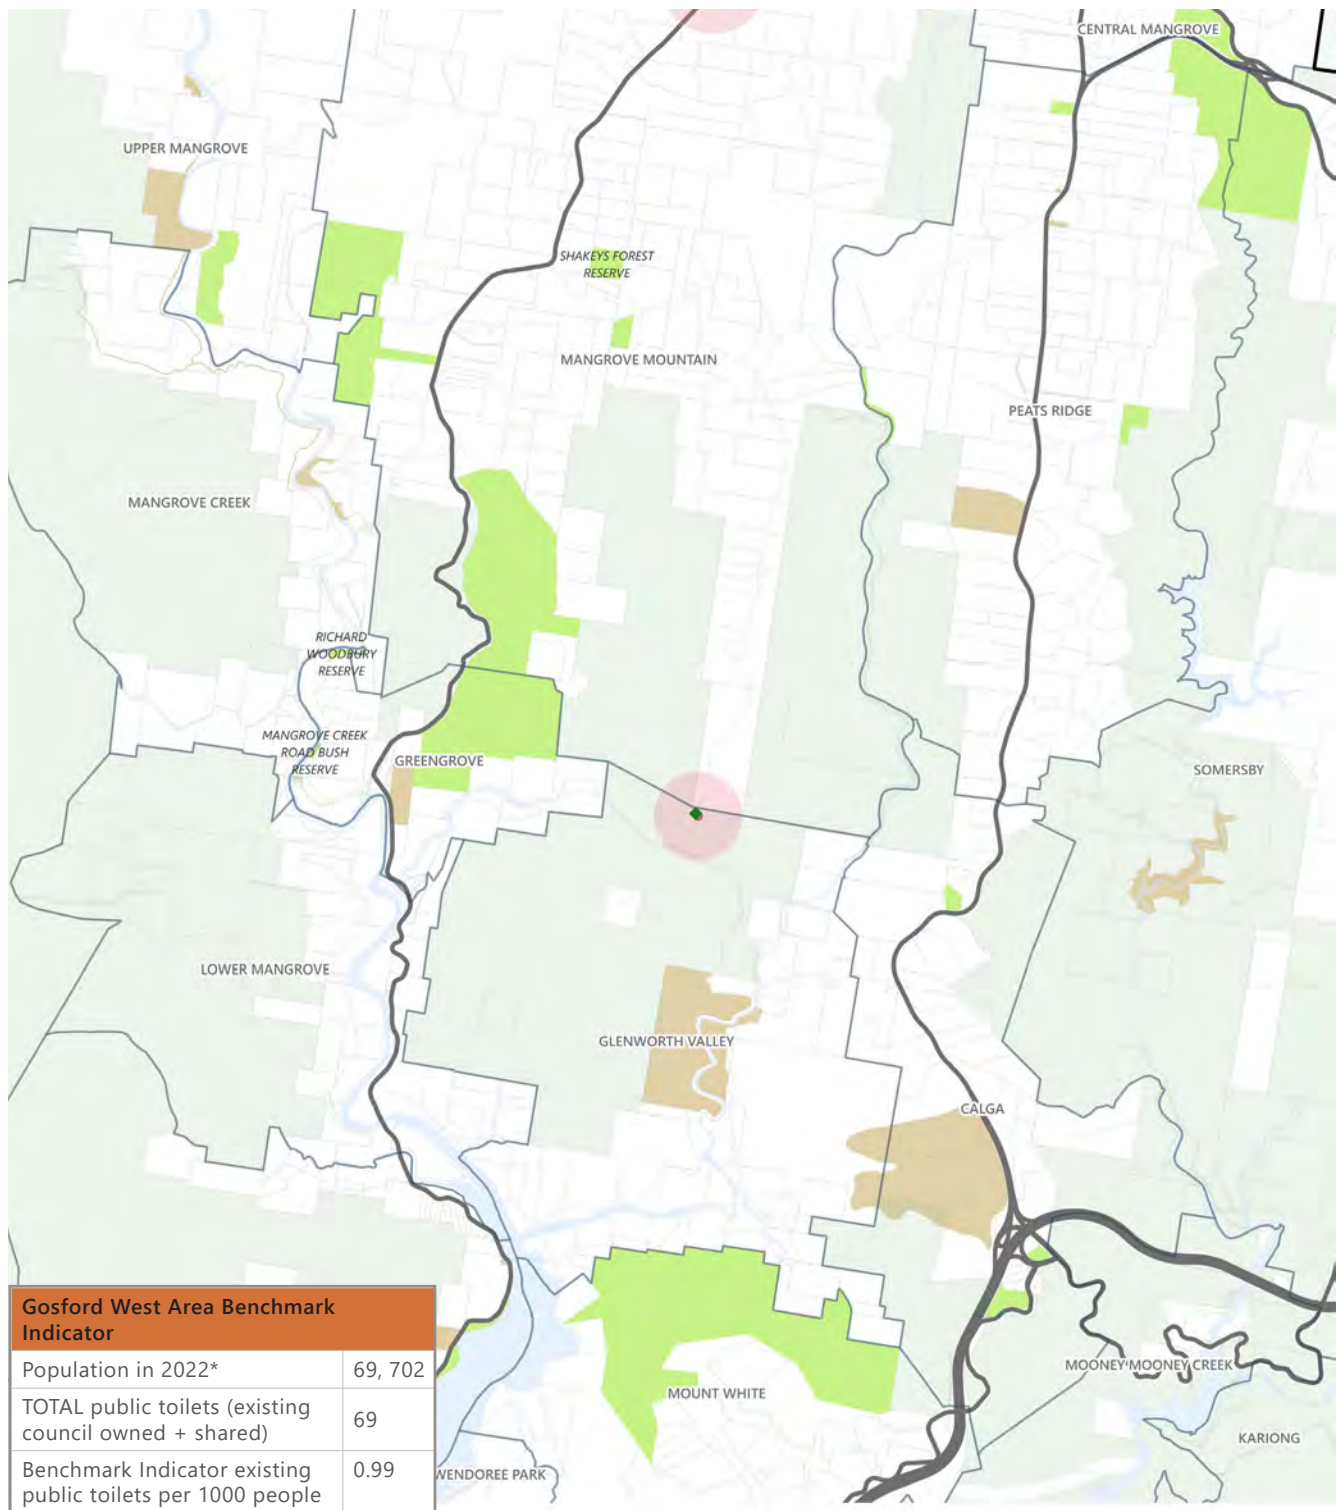 CENTRAL MANGROVE
UPPER MANGROVE
SHAKEYS FOREST
RESERVE
MANGROVE MOUNTAIN
PEATS RIDGE
MANGROVE CREEK
RICHARD
WOODBURY
RESERVE
MANGROVE CREEK
ROAD BUSH
RESERVE
GREENGROVE
SOMERSBY
LOWER MANGROVE
GLENWORTH VALLEY
CALGA
MOONEY MOONEY CREEK
MOUNT WHITE
KARIONG
WENDOREE PARK
Gosford West Area Benchmark
Indicator
Population in 2022* 69, 702
TOTAL public toilets (existing
council owned + shared) 69
Benchmark Indicator existing 0.99
public toilets per 1000 people